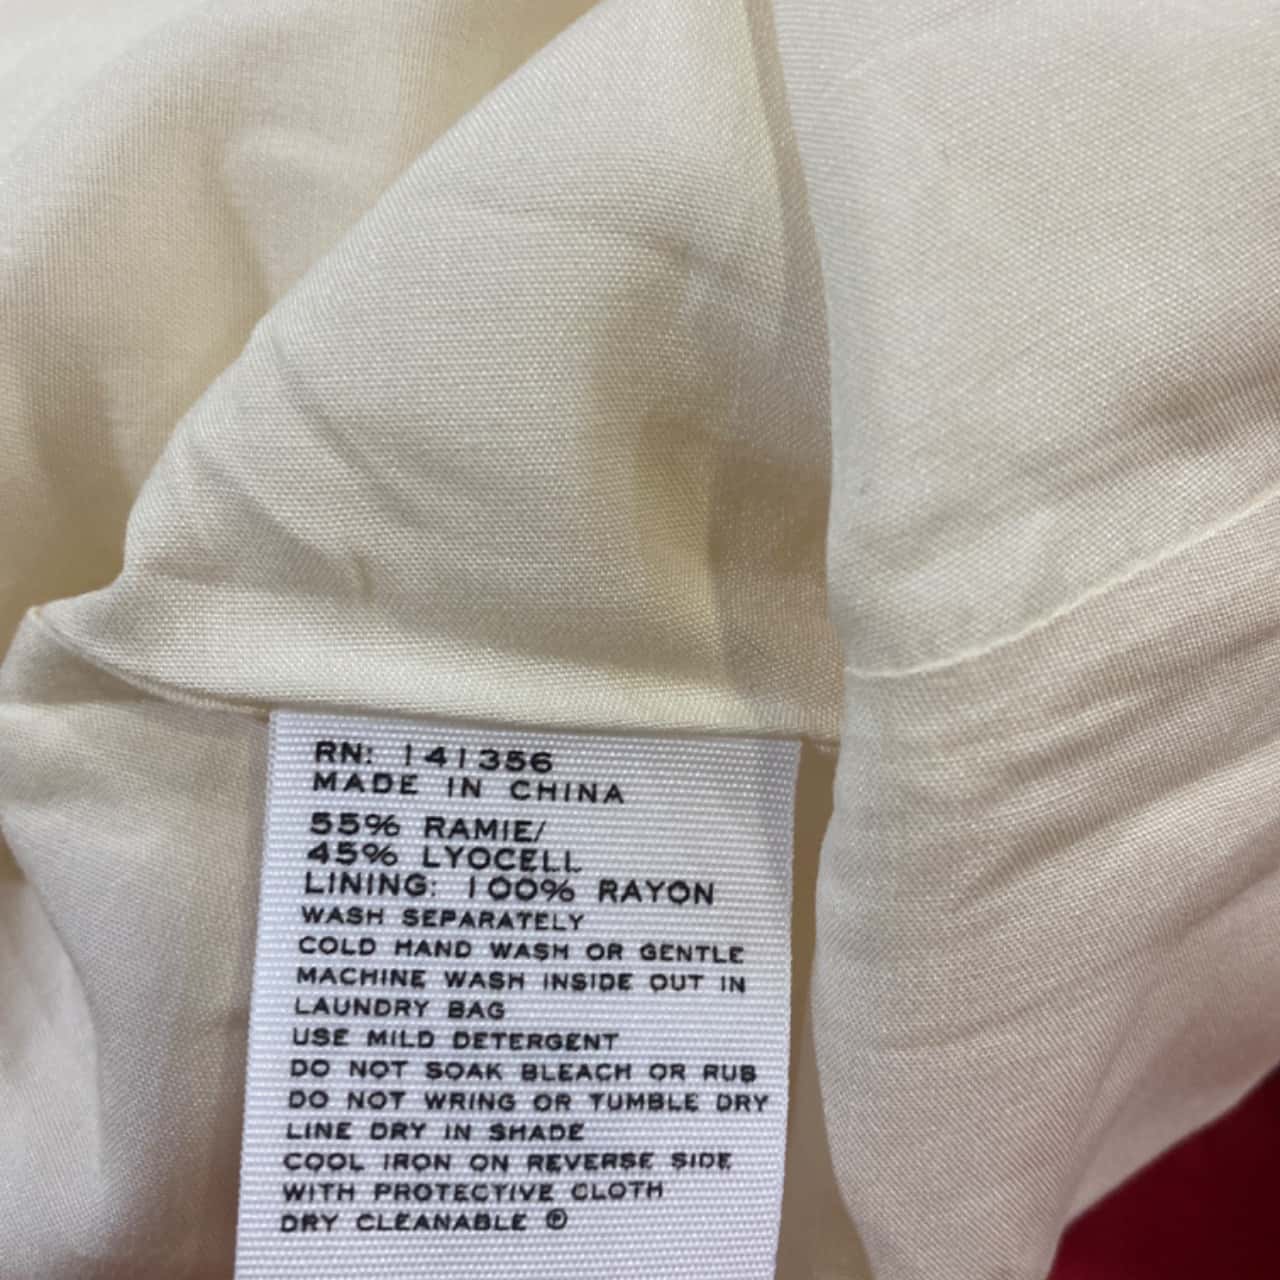 RN: 141356
MADE IN CHINA
55% RAMIE/
45% LYOCELL
LINING: 100% RAYON
WASH SEPARATELY
COLD HAND WASH OR GENTLE
MACHINE WASH INSIDE OUT IN
LAUNDRY BAG
USE MILD DETERGENT
DO NOT SOAK BLEACH OR RUB
DO NOT WRING OR TUMBLE DRY
LINE DRY IN SHADE
COOL IRON ON REVERSE SIDE
WITH PROTECTIVE CLOTH
DRY CLEANABLE Ⓟ